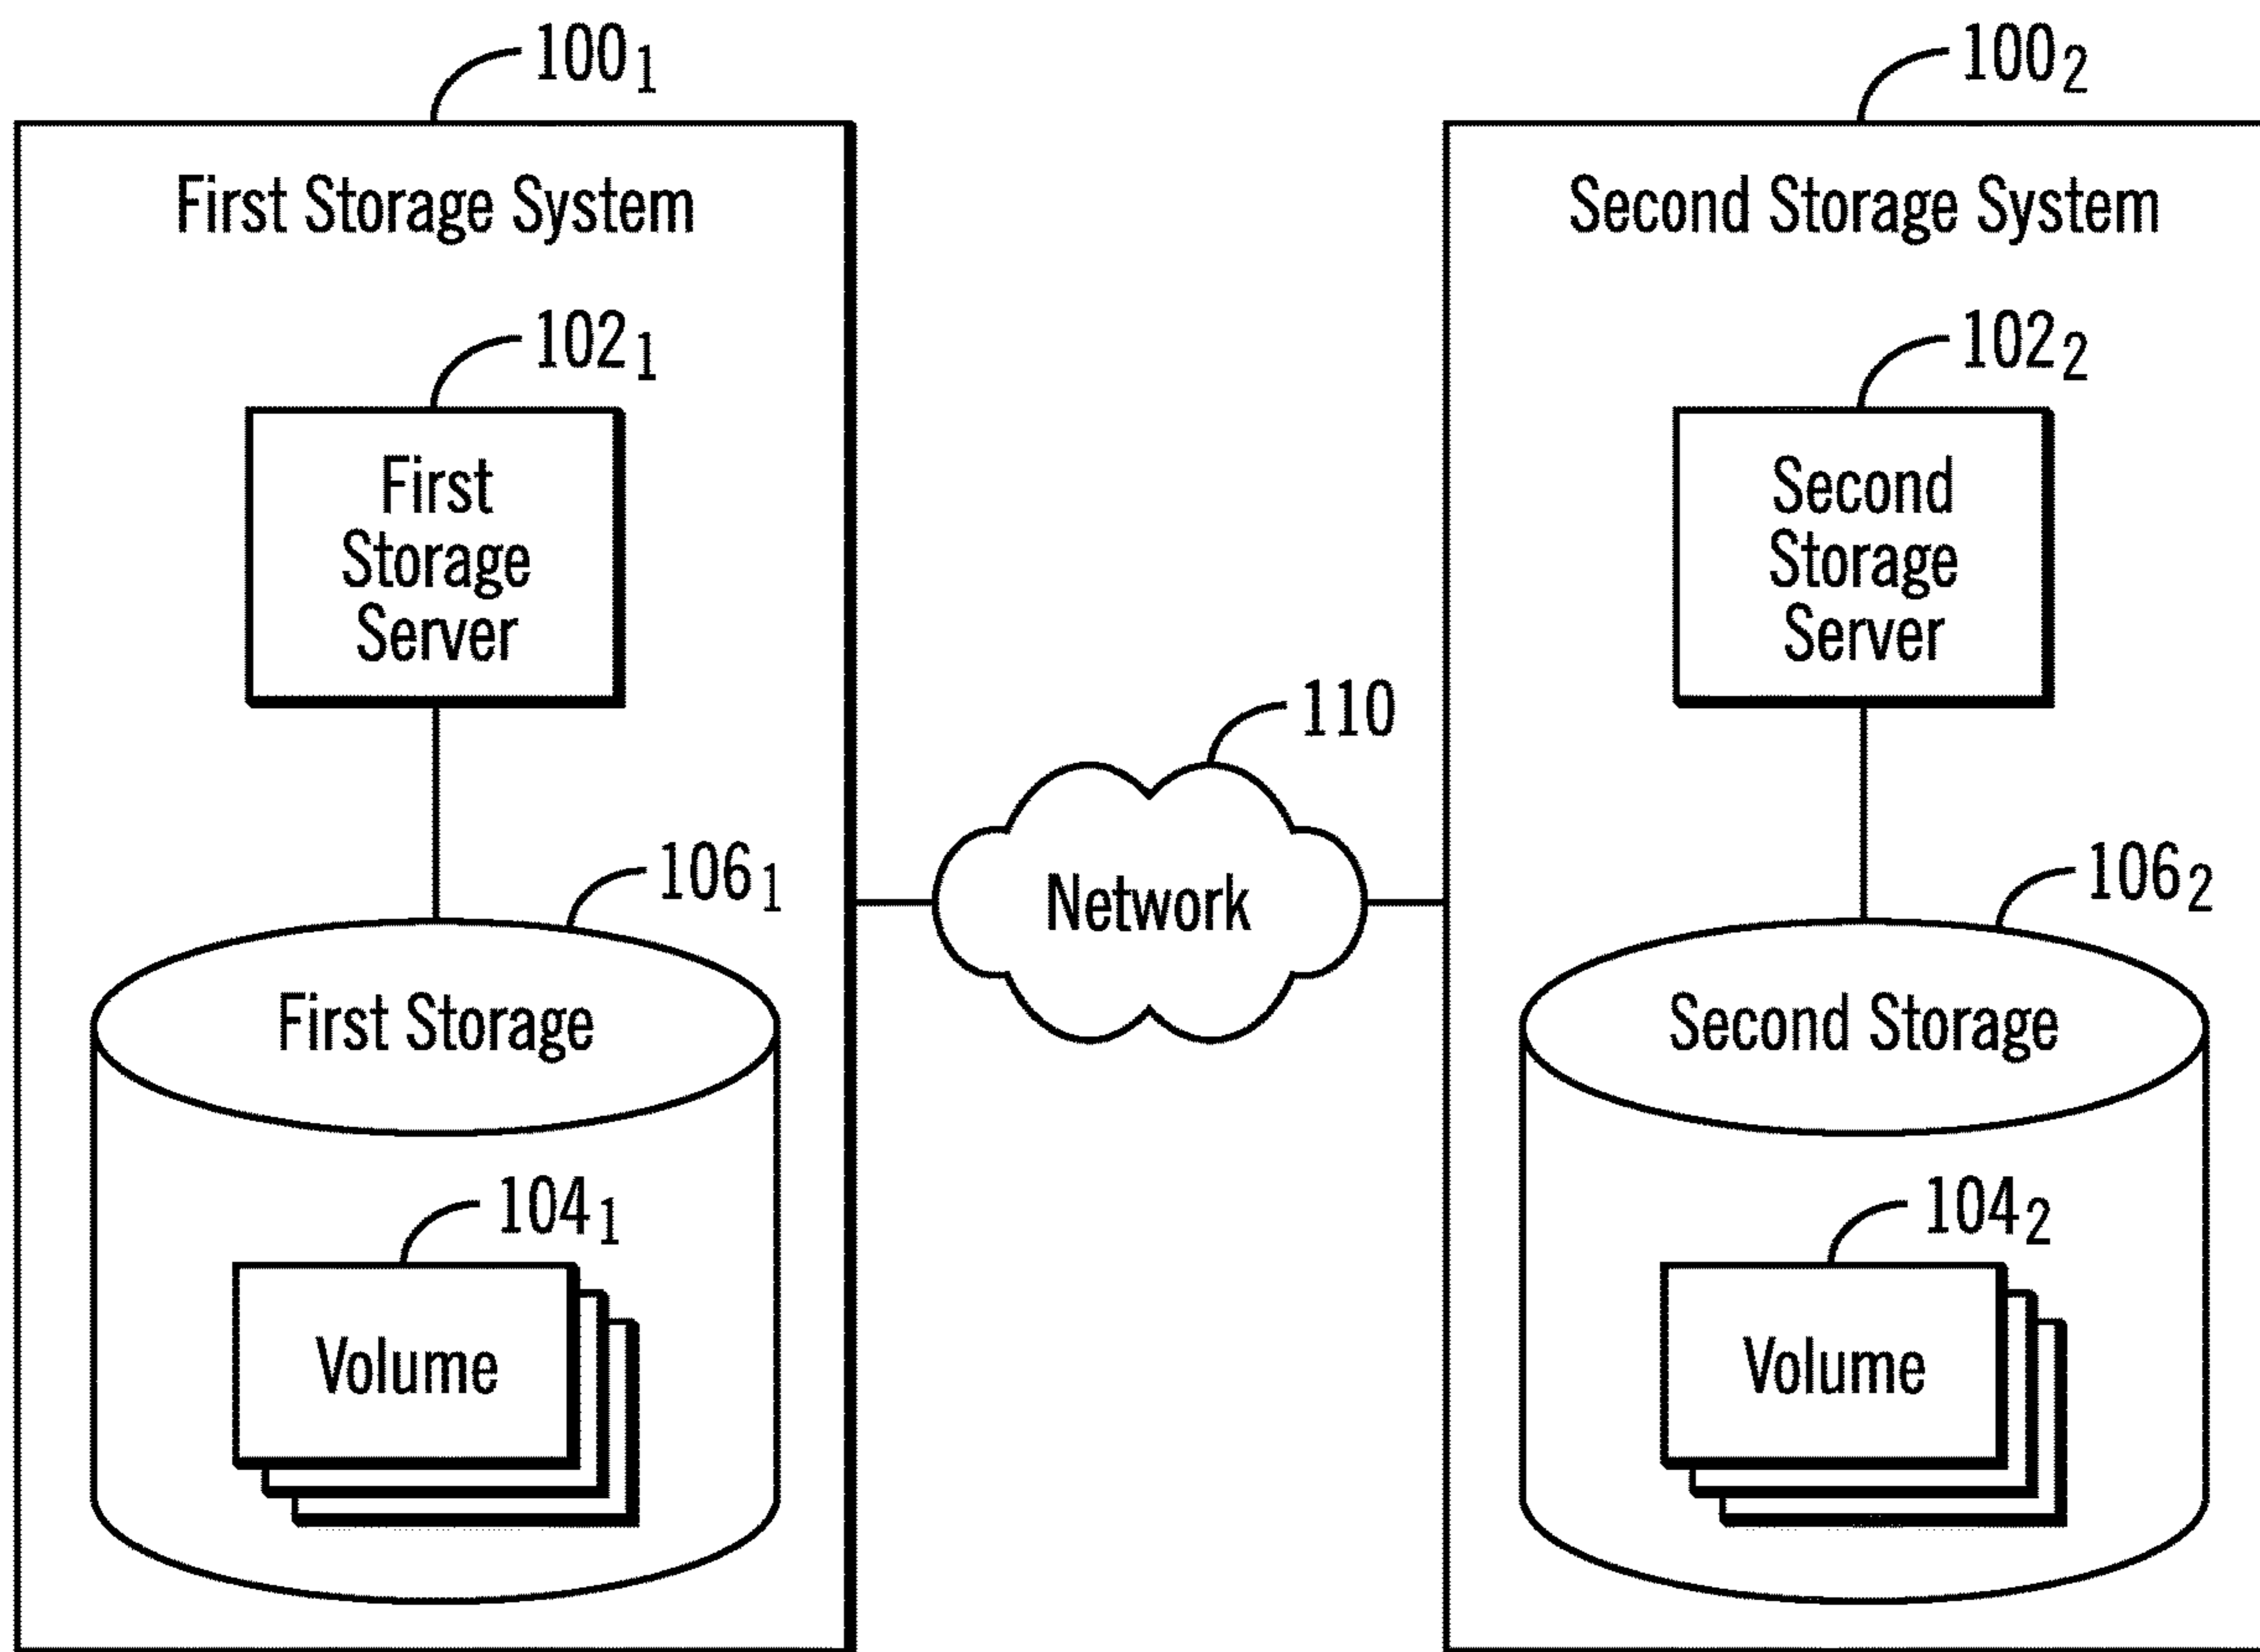 100₁
First Storage System
102₁
First
Storage
Server
106₁
First Storage
104₁
Volume
110
Network
100₂
Second Storage System
102₂
Second
Storage
Server
106₂
Second Storage
104₂
Volume